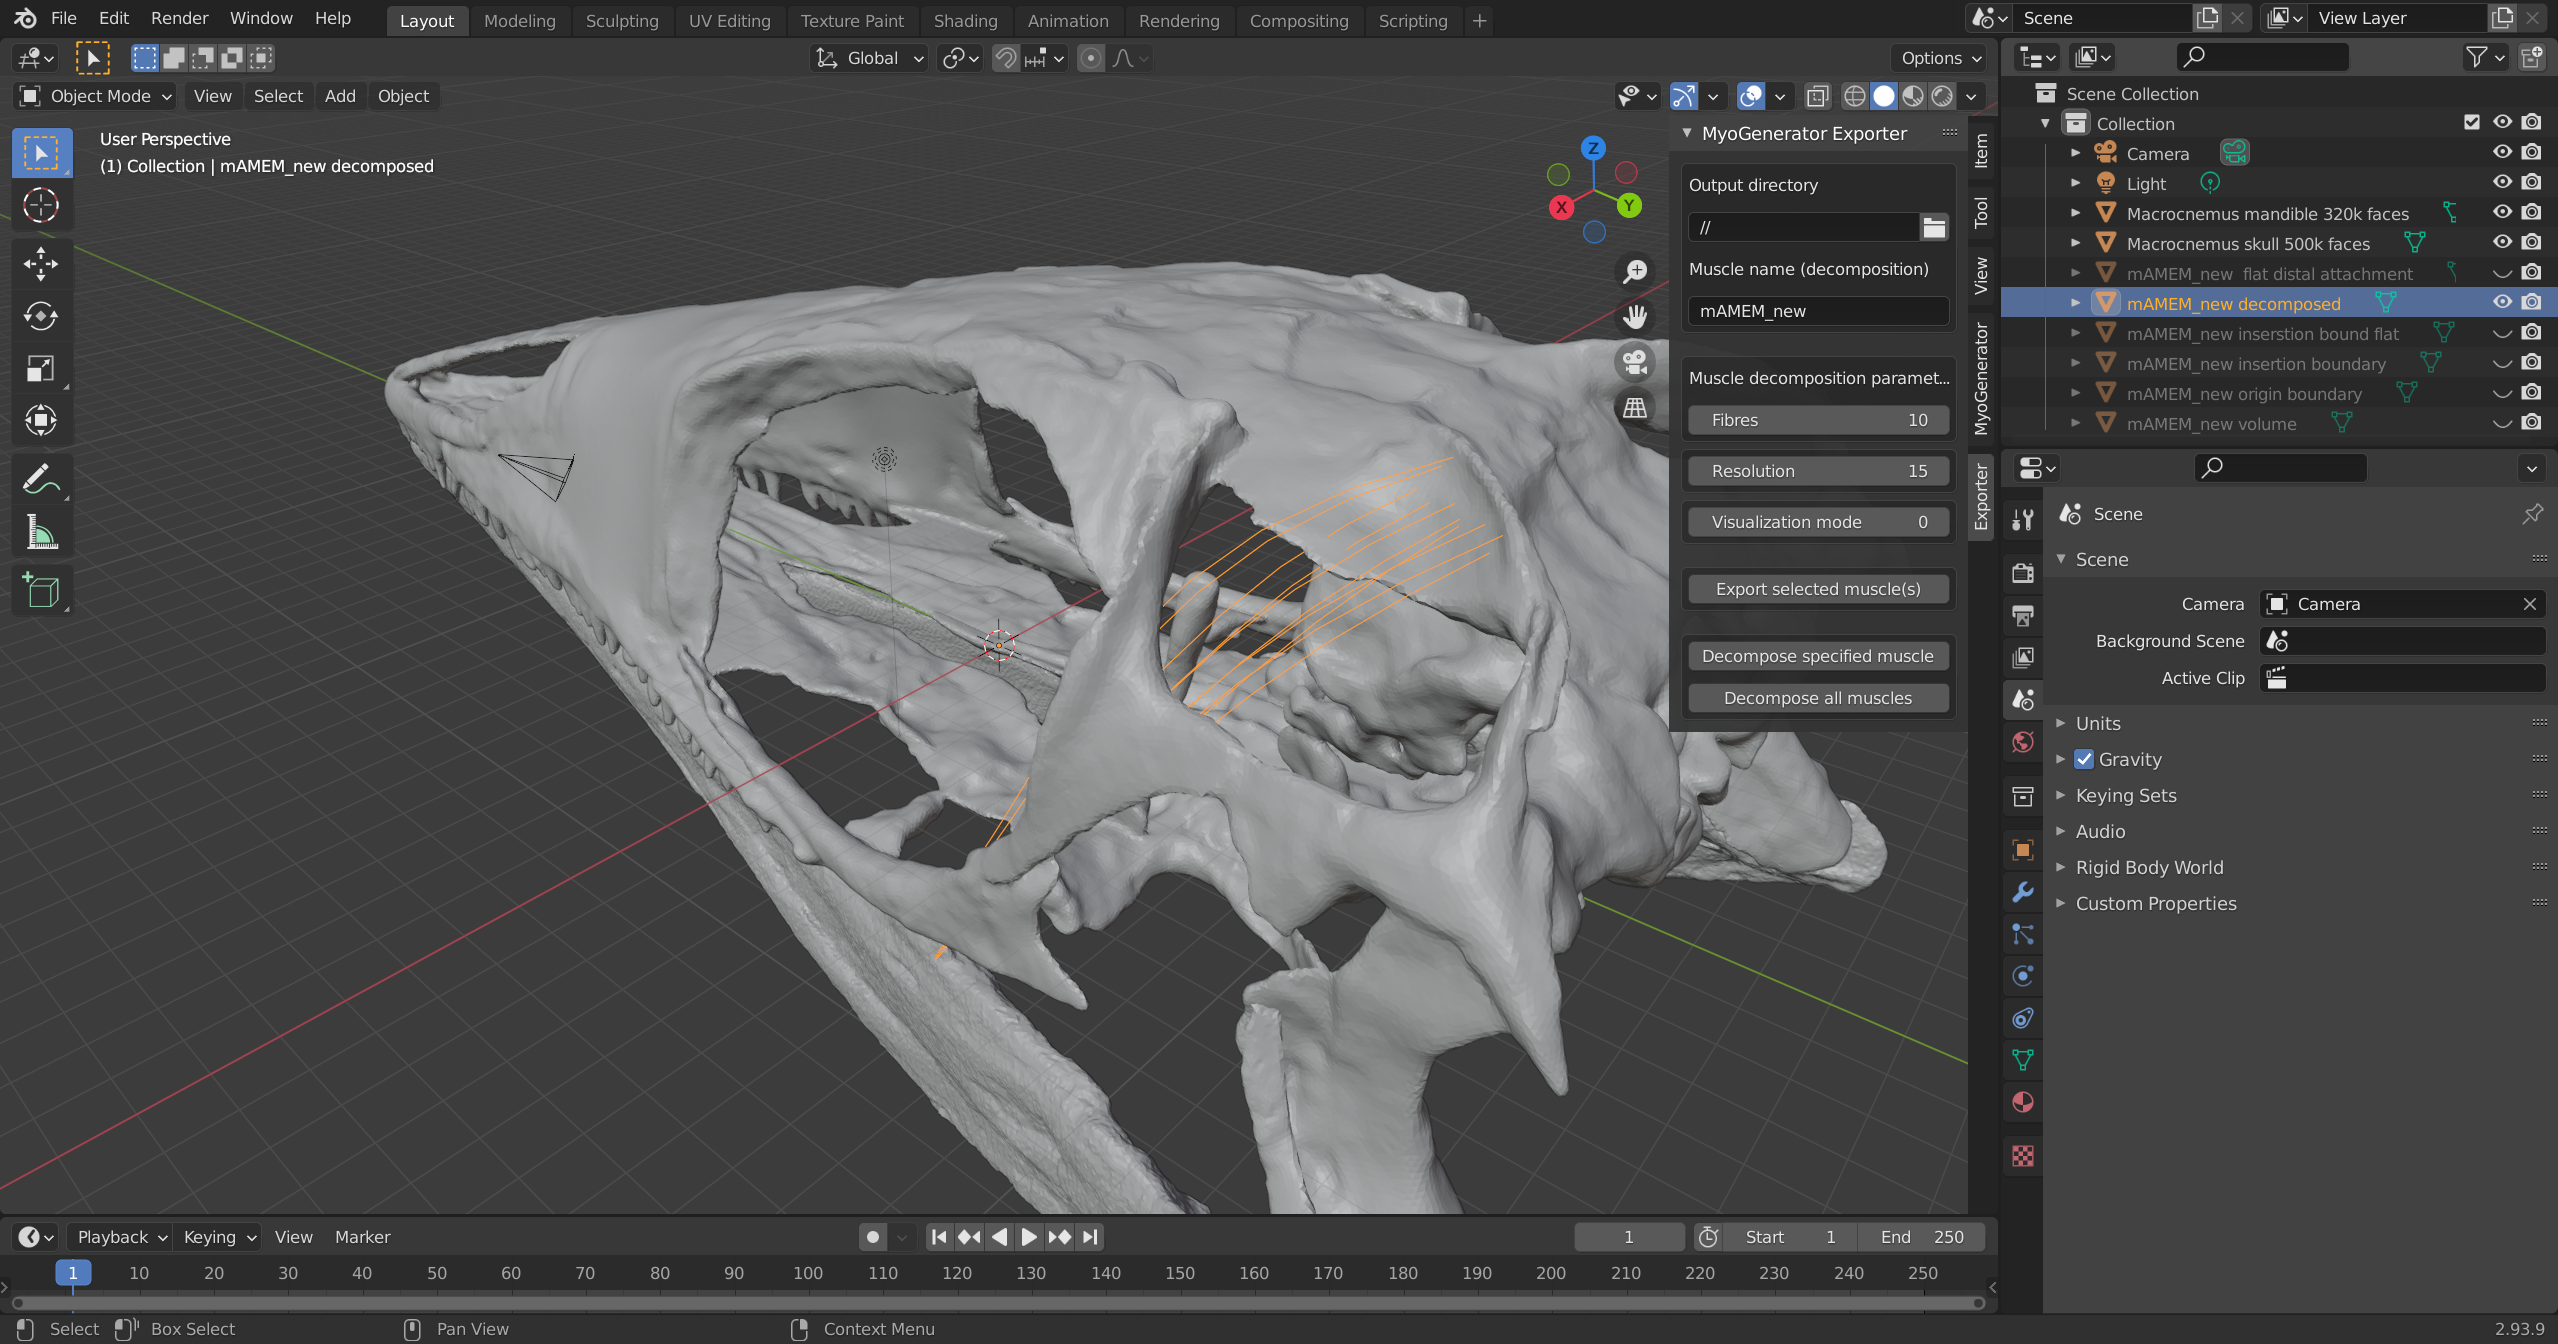 File Edit Render Window Help Layout Modeling Sculpting UV Editing Texture Paint Shading Animation Rendering Compositing Scripting + Scene View Layer
Global Options
Object Mode View Select Add Object
User Perspective
(1) Collection | mAMEM_new decomposed
Z
X
Y
MyoGenerator Exporter
Output directory
//
Muscle name (decomposition)
mAMEM_new
Muscle decomposition paramet...
Fibres 10
Resolution 15
Visualization mode 0
Export selected muscle(s)
Decompose specified muscle
Decompose all muscles
Item
Tool
View
MyoGenerator
Exporter
Scene Collection
Collection
Camera
Light
Macrocnemus mandible 320k faces
Macrocnemus skull 500k faces
mAMEM_new  flat distal attachment
mAMEM_new decomposed
mAMEM_new inserstion bound flat
mAMEM_new insertion boundary
mAMEM_new origin boundary
mAMEM_new volume
Scene
Scene
Camera Camera
Background Scene
Active Clip
Units
Gravity
Keying Sets
Audio
Rigid Body World
Custom Properties
Playback Keying View Marker 1 Start 1 End 250
1 10 20 30 40 50 60 70 80 90 100 110 120 130 140 150 160 170 180 190 200 210 220 230 240 250
Select Box Select Pan View Context Menu 2.93.9